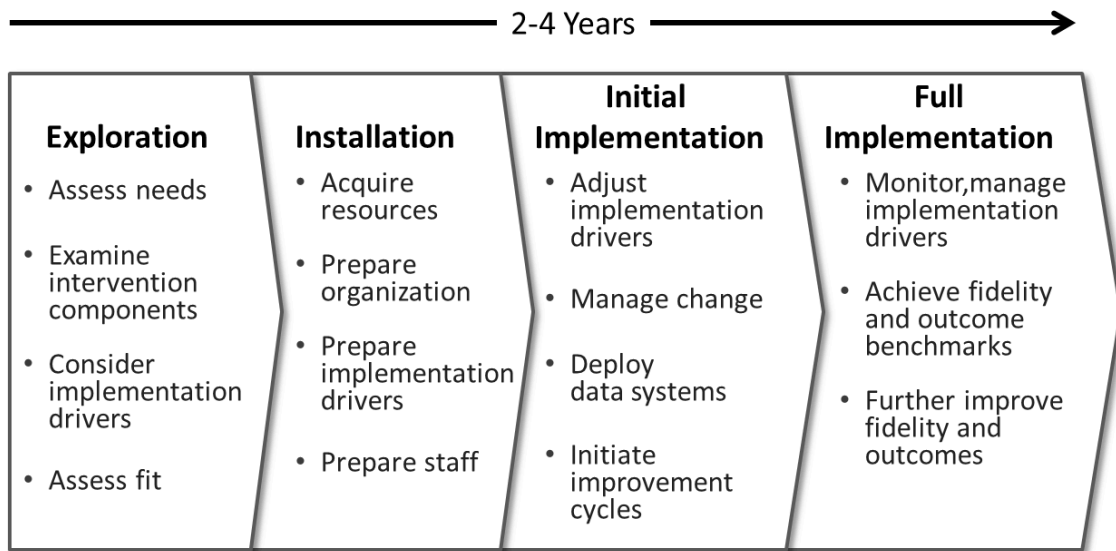 2-4 Years
Exploration
• Assess needs
• Examine
intervention
components
• Consider
implementation
drivers
• Assess fit
Installation
• Acquire
resources
• Prepare
organization
• Prepare
implementation
drivers
• Prepare staff
Initial
Implementation
• Adjust
implementation
drivers
• Manage change
• Deploy
data systems
• Initiate
improvement
cycles
Full
Implementation
• Monitor,manage
implementation
drivers
• Achieve fidelity
and outcome
benchmarks
• Further improve
fidelity and
outcomes